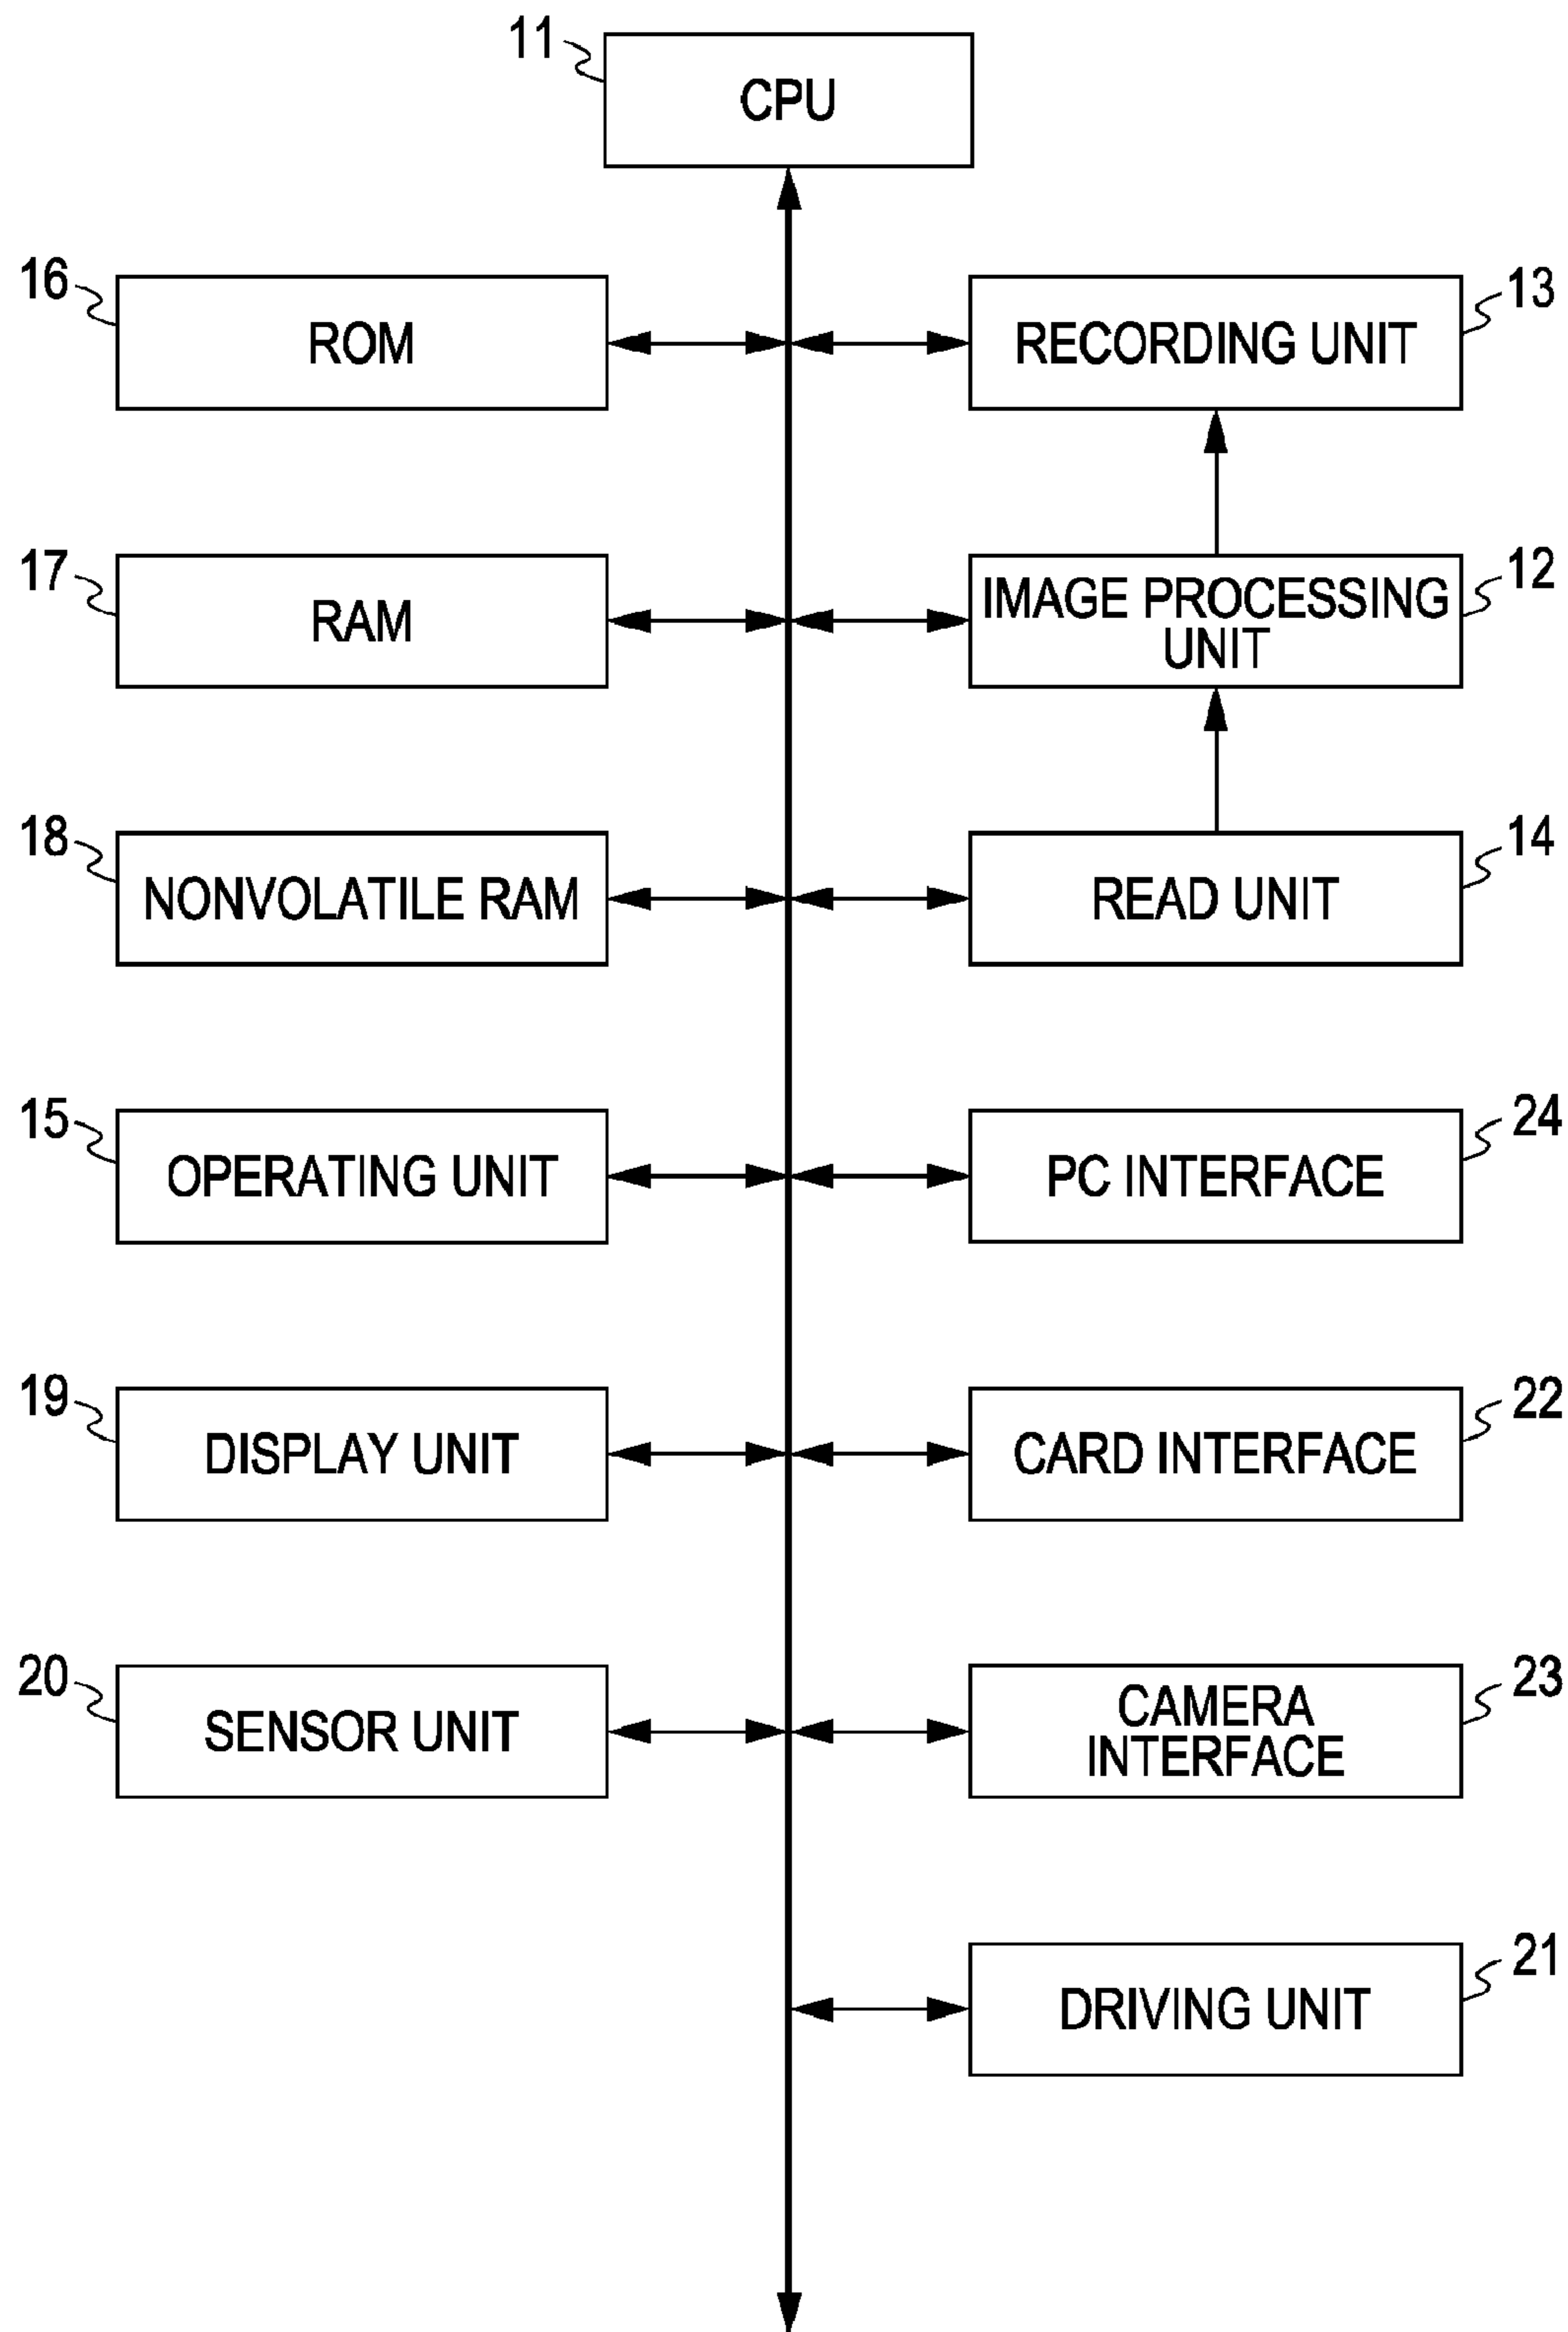 11
CPU
16
ROM
13
RECORDING UNIT
17
RAM
12
IMAGE PROCESSING
UNIT
18
NONVOLATILE RAM
14
READ UNIT
15
OPERATING UNIT
24
PC INTERFACE
19
DISPLAY UNIT
22
CARD INTERFACE
20
SENSOR UNIT
23
CAMERA
INTERFACE
21
DRIVING UNIT